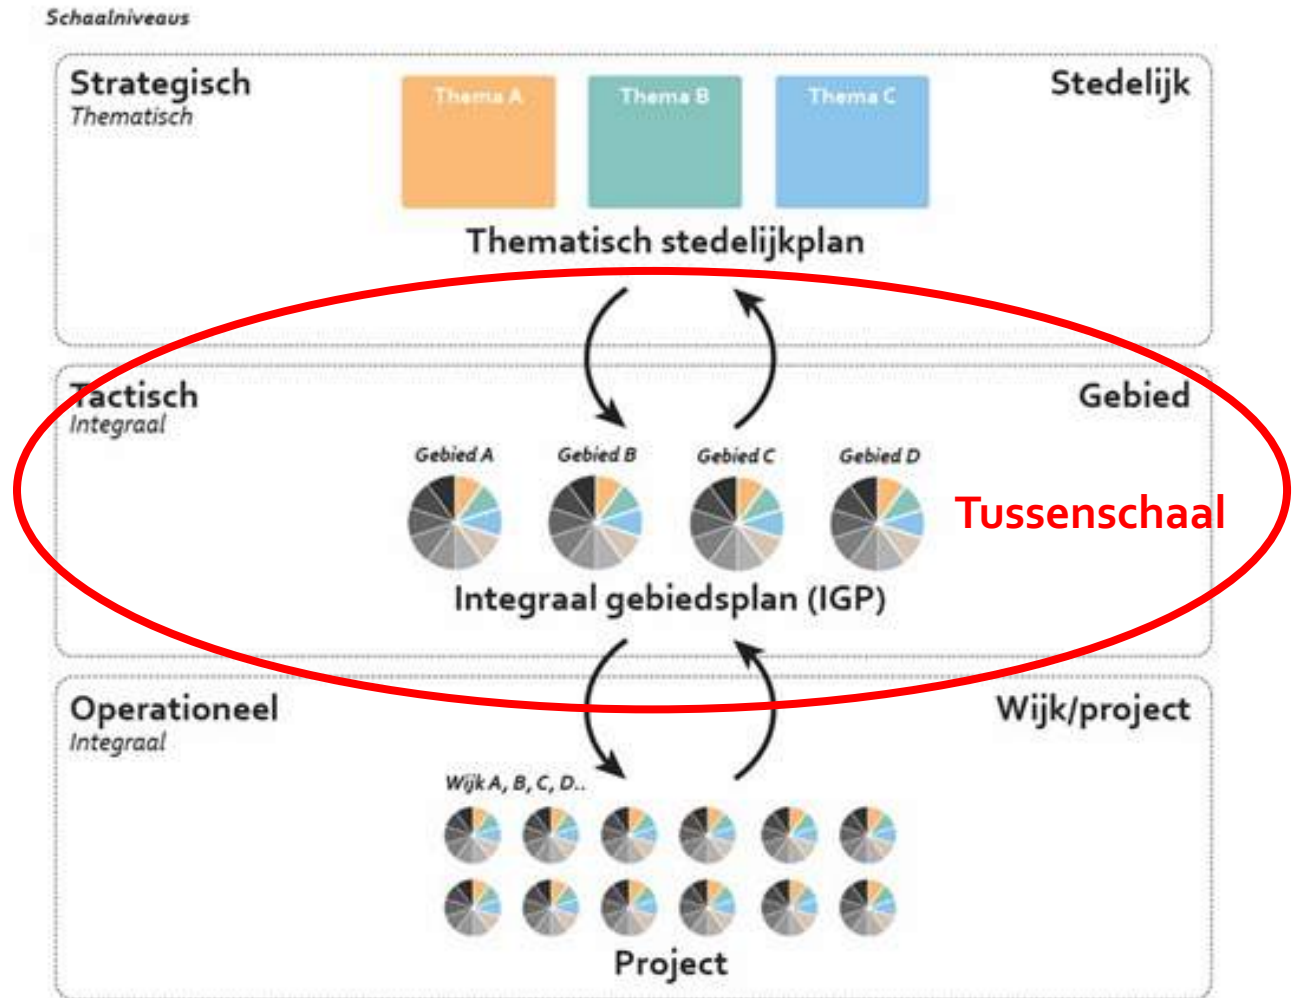 Schaalniveaus
Strategisch
Thematisch
Stedelijk
Thema A
Thema B
Thema C
Thematisch stedelijkplan
Tactisch
Integraal
Gebied
Gebied A
Gebied B
Gebied C
Gebied D
Tussenschaal
Integraal gebiedsplan (IGP)
Operationeel
Integraal
Wijk/project
Wijk A, B, C, D..
Project